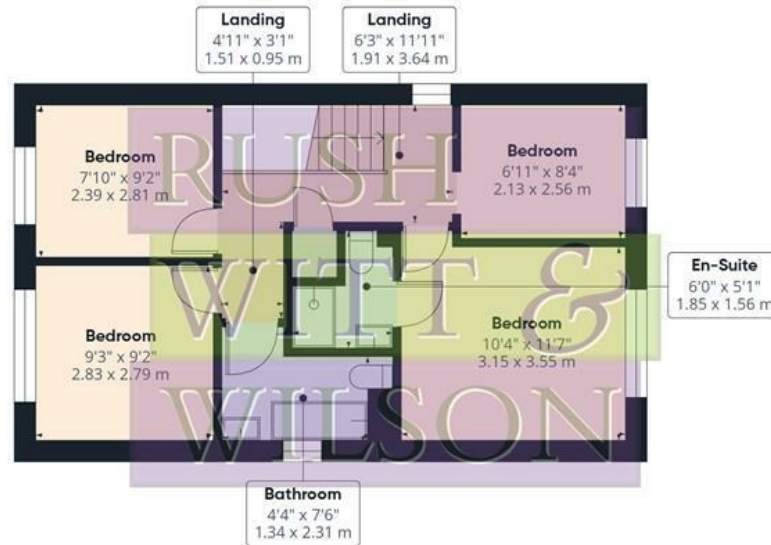 Landing
4'11" x 3'1"
1.51 x 0.95 m
Landing
6'3" x 11'11"
1.91 x 3.64 m
Bedroom
7'10" x 9'2"
2.39 x 2.81 m
Bedroom
6'11" x 8'4"
2.13 x 2.56 m
RUSH
WITT &
WILSON
En-Suite
6'0" x 5'1"
1.85 x 1.56 m
Bedroom
9'3" x 9'2"
2.83 x 2.79 m
Bedroom
10'4" x 11'7"
3.15 x 3.55 m
Bathroom
4'4" x 7'6"
1.34 x 2.31 m